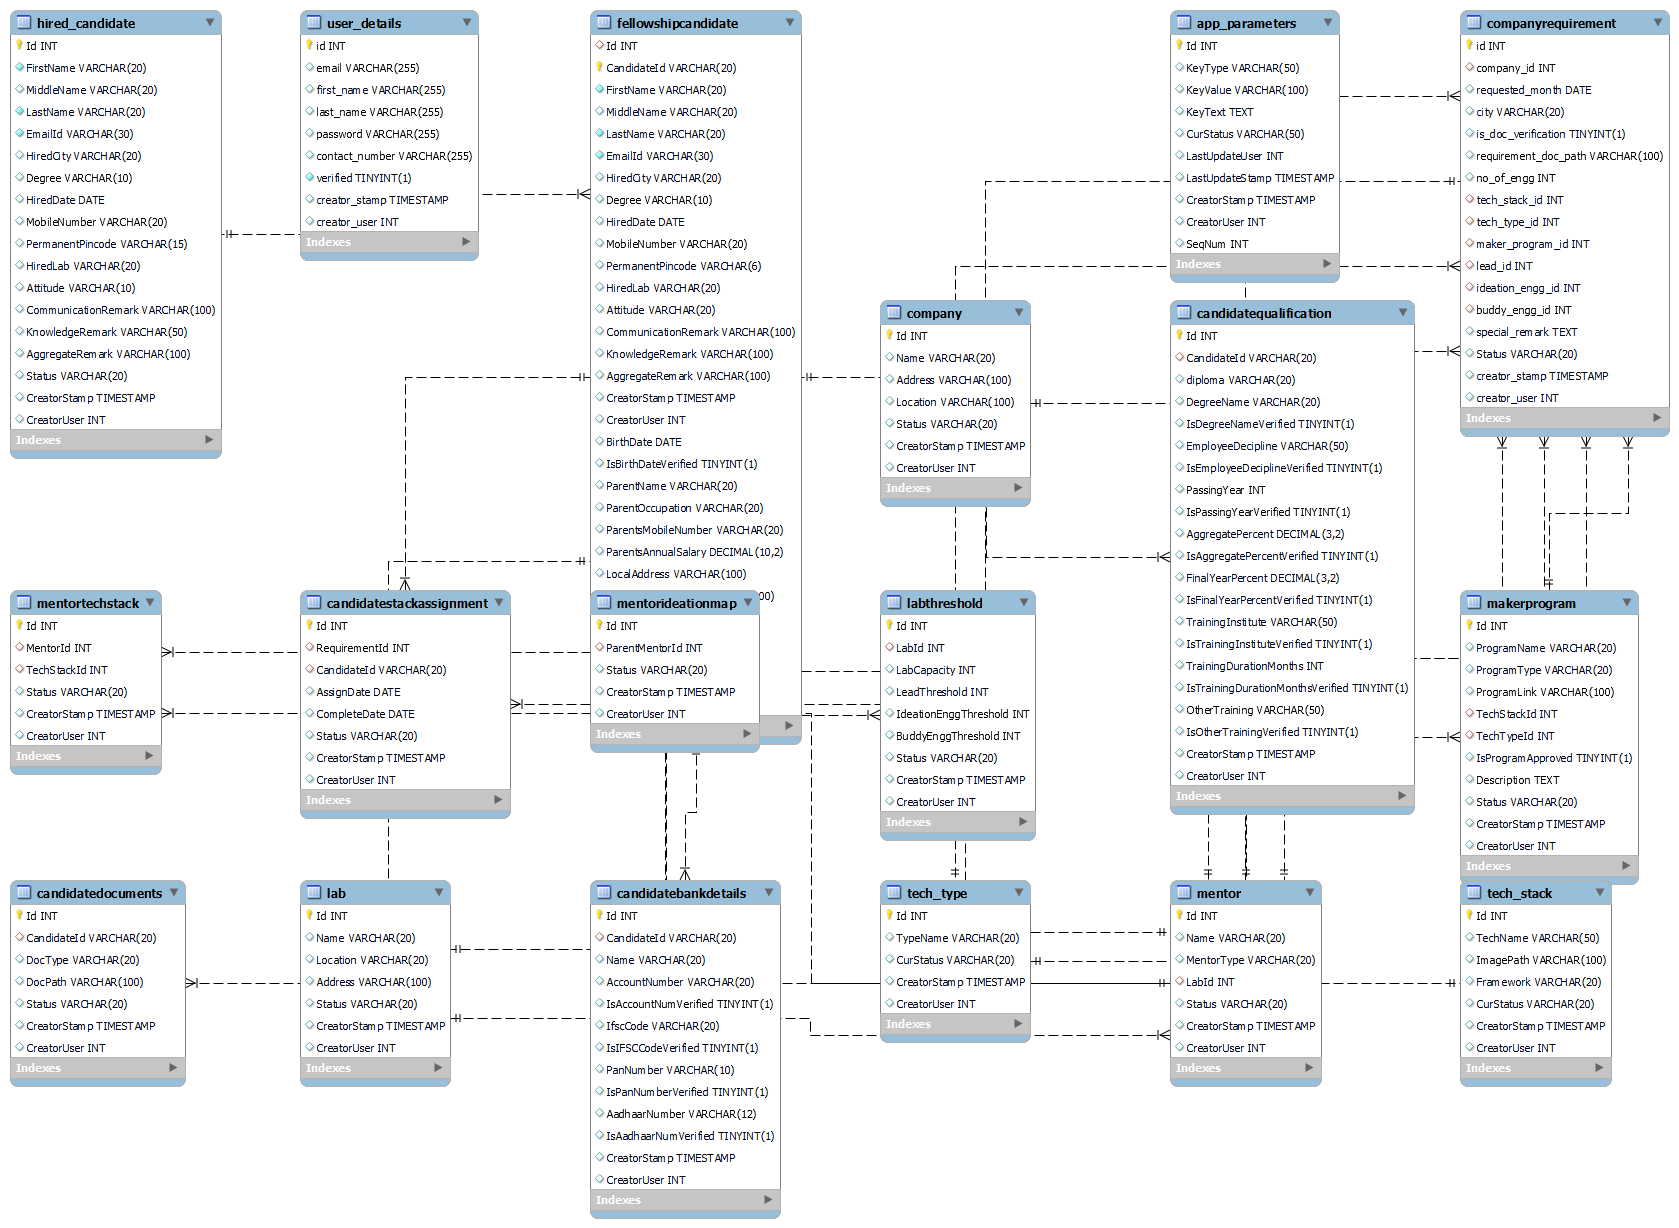 hired_candidate
Id INT
FirstName VARCHAR(20)
MiddleName VARCHAR(20)
LastName VARCHAR(20)
EmailId VARCHAR(30)
HiredCity VARCHAR(20)
Degree VARCHAR(10)
HiredDate DATE
MobileNumber VARCHAR(20)
PermanentPincode VARCHAR(15)
HiredLab VARCHAR(20)
Attitude VARCHAR(10)
CommunicationRemark VARCHAR(100)
KnowledgeRemark VARCHAR(50)
AggregateRemark VARCHAR(100)
Status VARCHAR(20)
CreatorStamp TIMESTAMP
CreatorUser INT
Indexes
user_details
id INT
email VARCHAR(255)
first_name VARCHAR(255)
last_name VARCHAR(255)
password VARCHAR(255)
contact_number VARCHAR(255)
verified TINYINT(1)
creator_stamp TIMESTAMP
creator_user INT
Indexes
fellowshipcandidate
Id INT
CandidateId VARCHAR(20)
FirstName VARCHAR(20)
MiddleName VARCHAR(20)
LastName VARCHAR(20)
EmailId VARCHAR(30)
HiredCity VARCHAR(20)
Degree VARCHAR(10)
HiredDate DATE
MobileNumber VARCHAR(20)
PermanentPincode VARCHAR(6)
HiredLab VARCHAR(20)
Attitude VARCHAR(20)
CommunicationRemark VARCHAR(100)
KnowledgeRemark VARCHAR(100)
AggregateRemark VARCHAR(100)
CreatorStamp TIMESTAMP
CreatorUser INT
BirthDate DATE
IsBirthDateVerified TINYINT(1)
ParentName VARCHAR(20)
ParentOccupation VARCHAR(20)
ParentsMobileNumber VARCHAR(20)
ParentsAnnualSalary DECIMAL(10,2)
LocalAddress VARCHAR(100)
00)
app_parameters
Id INT
KeyType VARCHAR(50)
KeyValue VARCHAR(100)
KeyText TEXT
CurStatus VARCHAR(50)
LastUpdateUser INT
LastUpdateStamp TIMESTAMP
CreatorStamp TIMESTAMP
CreatorUser INT
SeqNum INT
Indexes
companyrequirement
id INT
company_id INT
requested_month DATE
city VARCHAR(20)
is_doc_verification TINYINT(1)
requirement_doc_path VARCHAR(100)
no_of_engg INT
tech_stack_id INT
tech_type_id INT
maker_program_id INT
lead_id INT
ideation_engg_id INT
buddy_engg_id INT
special_remark TEXT
Status VARCHAR(20)
creator_stamp TIMESTAMP
creator_user INT
Indexes
company
Id INT
Name VARCHAR(20)
Address VARCHAR(100)
Location VARCHAR(100)
Status VARCHAR(20)
CreatorStamp TIMESTAMP
CreatorUser INT
Indexes
candidatequalification
Id INT
CandidateId VARCHAR(20)
diploma VARCHAR(20)
DegreeName VARCHAR(20)
IsDegreeNameVerified TINYINT(1)
EmployeeDecipline VARCHAR(50)
IsEmployeeDeciplineVerified TINYINT(1)
PassingYear INT
IsPassingYearVerified TINYINT(1)
AggregatePercent DECIMAL(3,2)
IsAggregatePercentVerified TINYINT(1)
FinalYearPercent DECIMAL(3,2)
IsFinalYearPercentVerified TINYINT(1)
TrainingInstitute VARCHAR(50)
IsTrainingInstituteVerified TINYINT(1)
TrainingDurationMonths INT
IsTrainingDurationMonthsVerified TINYINT(1)
OtherTraining VARCHAR(50)
IsOtherTrainingVerified TINYINT(1)
CreatorStamp TIMESTAMP
CreatorUser INT
Indexes
mentortechstack
Id INT
MentorId INT
TechStackId INT
Status VARCHAR(20)
CreatorStamp TIMESTAMP
CreatorUser INT
Indexes
candidatestackassignment
Id INT
RequirementId INT
CandidateId VARCHAR(20)
AssignDate DATE
CompleteDate DATE
Status VARCHAR(20)
CreatorStamp TIMESTAMP
CreatorUser INT
Indexes
mentorideationmap
Id INT
ParentMentorId INT
Status VARCHAR(20)
CreatorStamp TIMESTAMP
CreatorUser INT
Indexes
labthreshold
Id INT
LabId INT
LabCapacity INT
LeadThreshold INT
IdeationEnggThreshold INT
BuddyEnggThreshold INT
Status VARCHAR(20)
CreatorStamp TIMESTAMP
CreatorUser INT
Indexes
makerprogram
Id INT
ProgramName VARCHAR(20)
ProgramType VARCHAR(20)
ProgramLink VARCHAR(100)
TechStackId INT
TechTypeId INT
IsProgramApproved TINYINT(1)
Description TEXT
Status VARCHAR(20)
CreatorStamp TIMESTAMP
CreatorUser INT
Indexes
candidatedocuments
Id INT
CandidateId VARCHAR(20)
DocType VARCHAR(20)
DocPath VARCHAR(100)
Status VARCHAR(20)
CreatorStamp TIMESTAMP
CreatorUser INT
Indexes
lab
Id INT
Name VARCHAR(20)
Location VARCHAR(20)
Address VARCHAR(100)
Status VARCHAR(20)
CreatorStamp TIMESTAMP
CreatorUser INT
Indexes
candidatebankdetails
Id INT
CandidateId VARCHAR(20)
Name VARCHAR(20)
AccountNumber VARCHAR(20)
IsAccountNumVerified TINYINT(1)
IfscCode VARCHAR(20)
IsIFSCCodeVerified TINYINT(1)
PanNumber VARCHAR(10)
IsPanNumberVerified TINYINT(1)
AadhaarNumber VARCHAR(12)
IsAadhaarNumVerified TINYINT(1)
CreatorStamp TIMESTAMP
CreatorUser INT
Indexes
tech_type
Id INT
TypeName VARCHAR(20)
CurStatus VARCHAR(20)
CreatorStamp TIMESTAMP
CreatorUser INT
Indexes
mentor
Id INT
Name VARCHAR(20)
MentorType VARCHAR(20)
LabId INT
Status VARCHAR(20)
CreatorStamp TIMESTAMP
CreatorUser INT
Indexes
tech_stack
Id INT
TechName VARCHAR(50)
ImagePath VARCHAR(100)
Framework VARCHAR(20)
CurStatus VARCHAR(20)
CreatorStamp TIMESTAMP
CreatorUser INT
Indexes